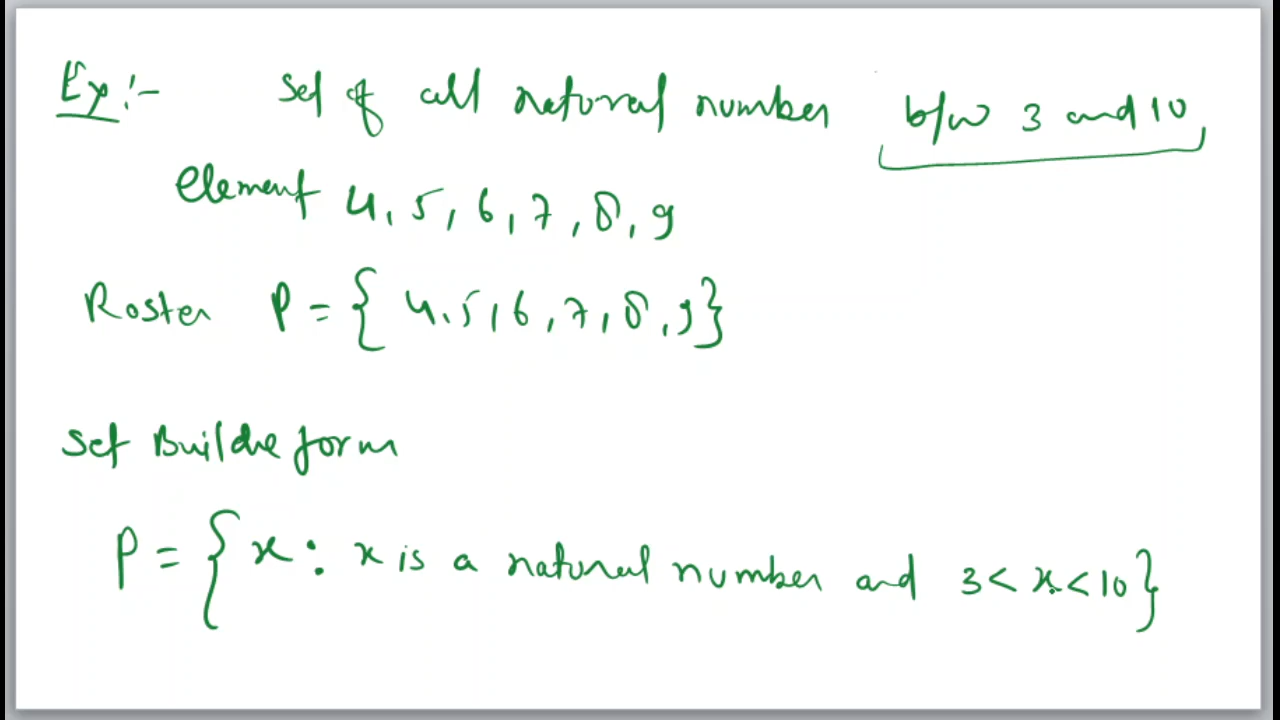 Ex:- Set of all natural number b/w 3 and 10
element 4, 5, 6, 7, 8, 9
Roster P = { 4, 5, 6, 7, 8, 9}
Set Buildre form
P = { x : x is a natural number and 3 < x < 10}